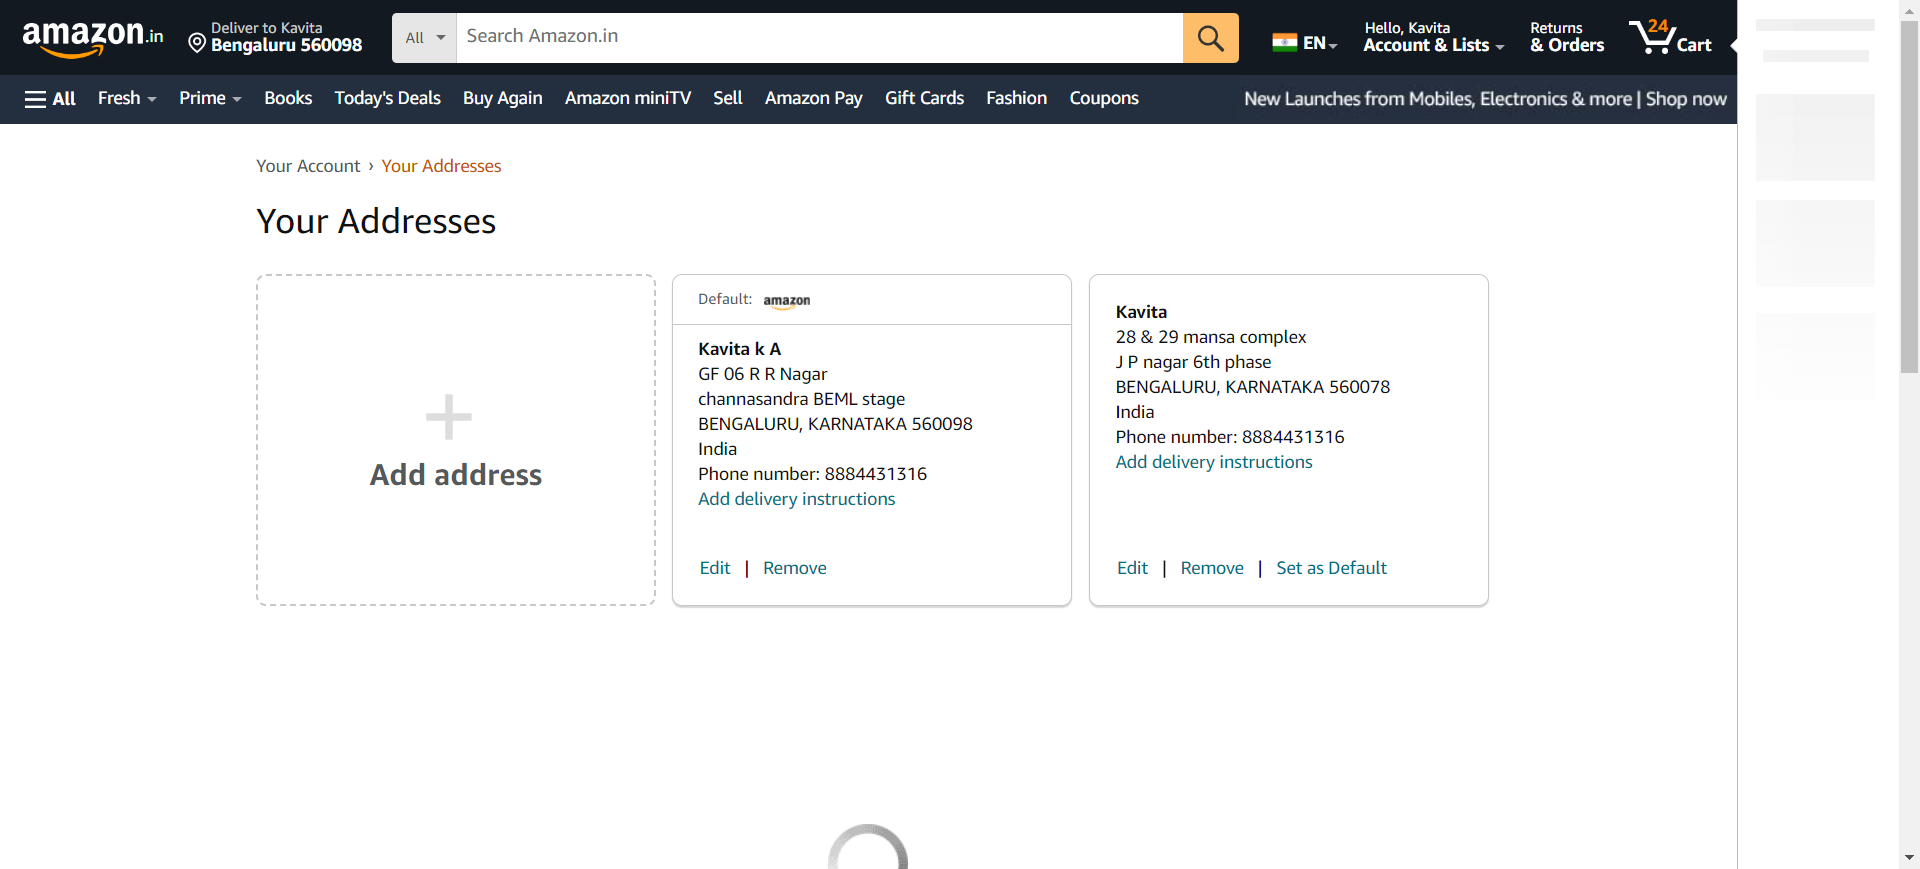 amazon.in
Deliver to Kavita
Bengaluru 560098
All
Search Amazon.in
EN
Hello, Kavita
Account & Lists
Returns
& Orders
24
Cart
All
Fresh
Prime
Books
Today's Deals
Buy Again
Amazon miniTV
Sell
Amazon Pay
Gift Cards
Fashion
Coupons
New Launches from Mobiles, Electronics & more | Shop now
Your Account › Your Addresses
Your Addresses
Add address
Default: amazon
Kavita k A
GF 06 R R Nagar
channasandra BEML stage
BENGALURU, KARNATAKA 560098
India
Phone number: 8884431316
Add delivery instructions
Edit | Remove
Kavita
28 & 29 mansa complex
J P nagar 6th phase
BENGALURU, KARNATAKA 560078
India
Phone number: 8884431316
Add delivery instructions
Edit | Remove | Set as Default